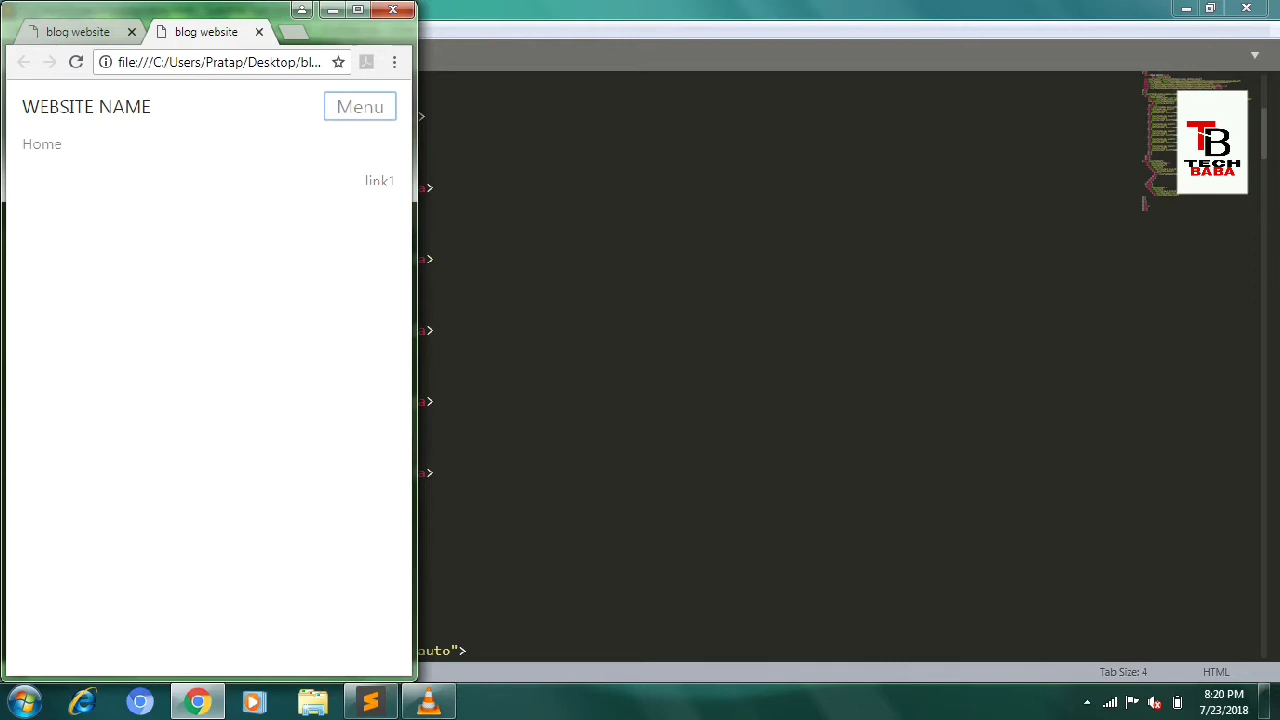 blog website
blog website
file:///C:/Users/Pratap/Desktop/bl...
WEBSITE NAME
Menu
Home
link1
a>
a>
a>
a>
a>
auto">
TB
TECH
BABA
Tab Size: 4
HTML
8:20 PM
7/23/2018